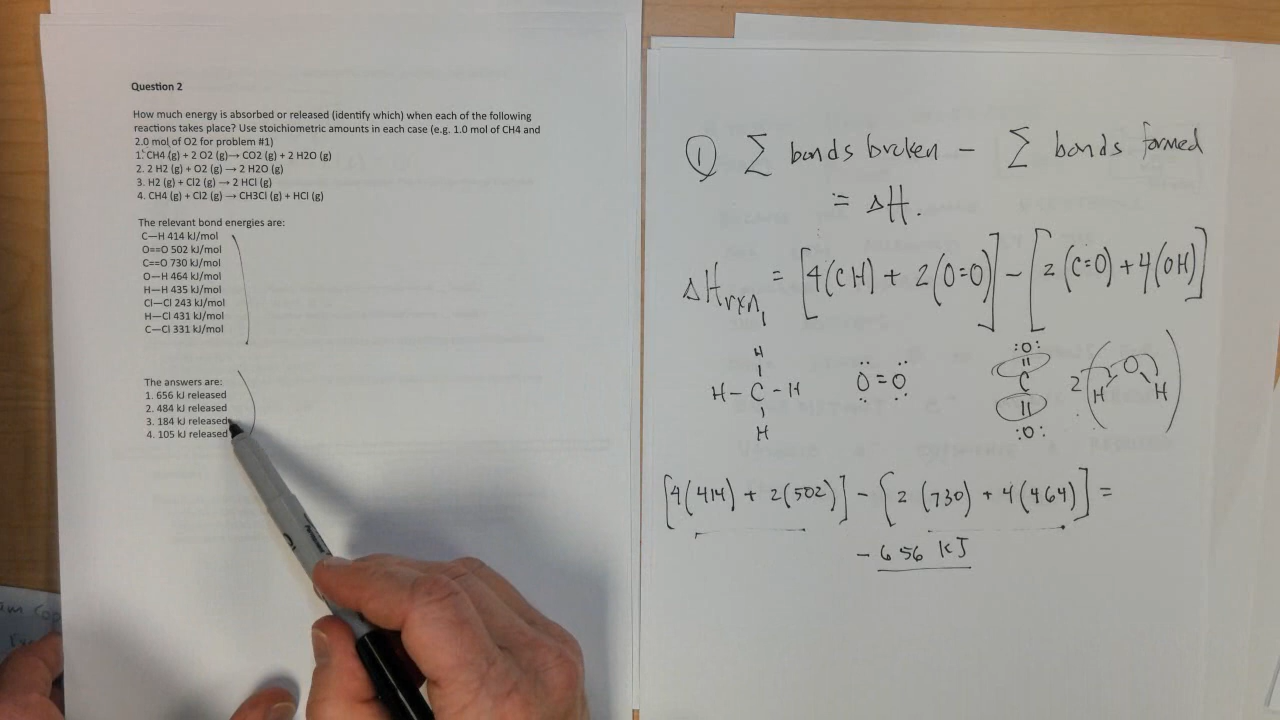 Question 2
How much energy is absorbed or released (identify which) when each of the following
reactions takes place? Use stoichiometric amounts in each case (e.g. 1.0 mol of CH4 and
2.0 mol of O2 for problem #1)
1. CH4 (g) + 2 O2 (g)→ CO2 (g) + 2 H2O (g)
2. 2 H2 (g) + O2 (g) → 2 H2O (g)
3. H2 (g) + Cl2 (g) → 2 HCl (g)
4. CH4 (g) + Cl2 (g) → CH3Cl (g) + HCl (g)
The relevant bond energies are:
C—H 414 kJ/mol
O==O 502 kJ/mol
C==O 730 kJ/mol
O—H 464 kJ/mol
H—H 435 kJ/mol
Cl—Cl 243 kJ/mol
H—Cl 431 kJ/mol
C—Cl 331 kJ/mol
The answers are:
1. 656 kJ released
2. 484 kJ released
3. 184 kJ released
4. 105 kJ released
① Σ bonds broken − Σ bonds formed
= ΔH.
ΔHrxn1 = [4(CH) + 2(O=O)] − [2(C=O) + 4(OH)]
H :O:
H−C−H O=O C 2(H O H)
H :O:
[4(414) + 2(502)] − [2(730) + 4(464)] =
−656 KJ